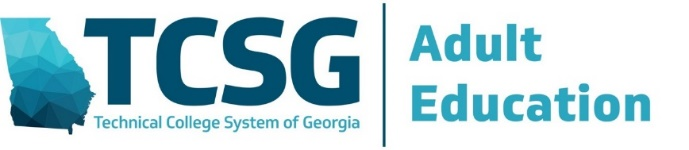 TCSG
Technical College System of Georgia
Adult
Education